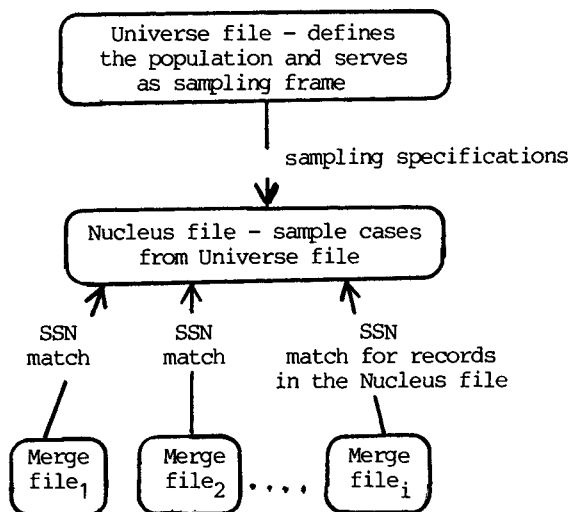 Universe file - defines
the population and serves
as sampling frame
sampling specifications
Nucleus file - sample cases
from Universe file
SSN
match
SSN
match
SSN
match for records
in the Nucleus file
Merge
file1
Merge
file2
....
Merge
filei